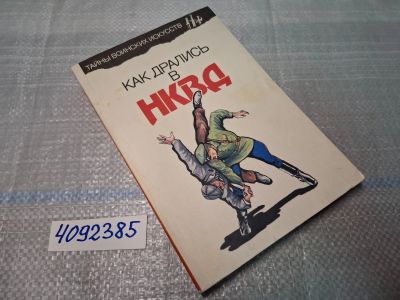 ТАЙНЫ ВОИНСКИХ ИСКУССТВ
КАК ДРАЛИСЬ
В
НКВД
4092385